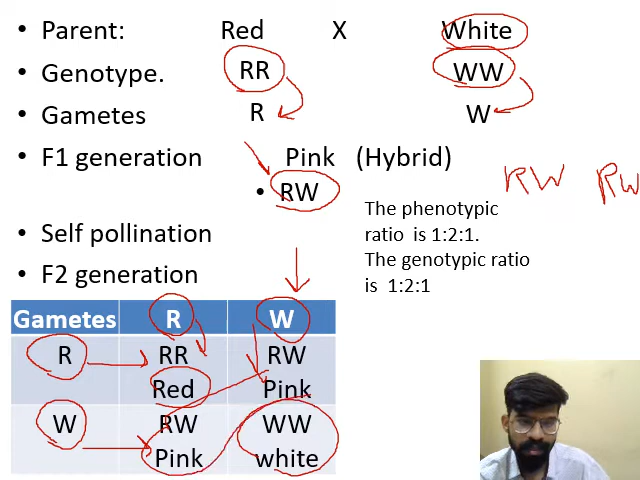 • Parent: Red X White
• Genotype. RR WW
• Gametes R W
• F1 generation Pink (Hybrid)
• RW
RW RW
The phenotypic
ratio is 1:2:1.
The genotypic ratio
is 1:2:1
• Self pollination
• F2 generation
Gametes R W
R RR RW
Red Pink
W RW WW
Pink white